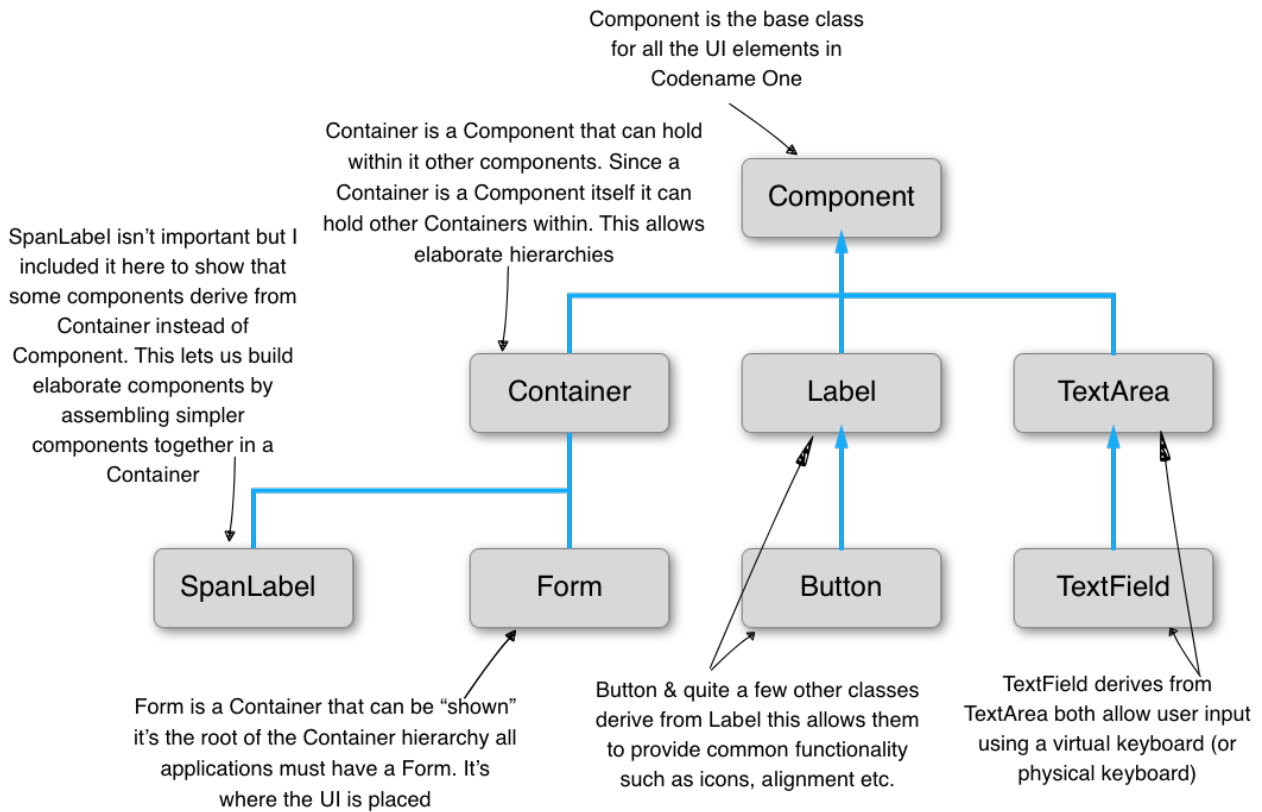 Component is the base class
for all the UI elements in
Codename One
Container is a Component that can hold
within it other components. Since a
Container is a Component itself it can
hold other Containers within. This allows
elaborate hierarchies
Component
SpanLabel isn’t important but I
included it here to show that
some components derive from
Container instead of
Component. This lets us build
elaborate components by
assembling simpler
components together in a
Container
Container
Label
TextArea
SpanLabel
Form
Button
TextField
Form is a Container that can be “shown”
it’s the root of the Container hierarchy all
applications must have a Form. It’s
where the UI is placed
Button & quite a few other classes
derive from Label this allows them
to provide common functionality
such as icons, alignment etc.
TextField derives from
TextArea both allow user input
using a virtual keyboard (or
physical keyboard)